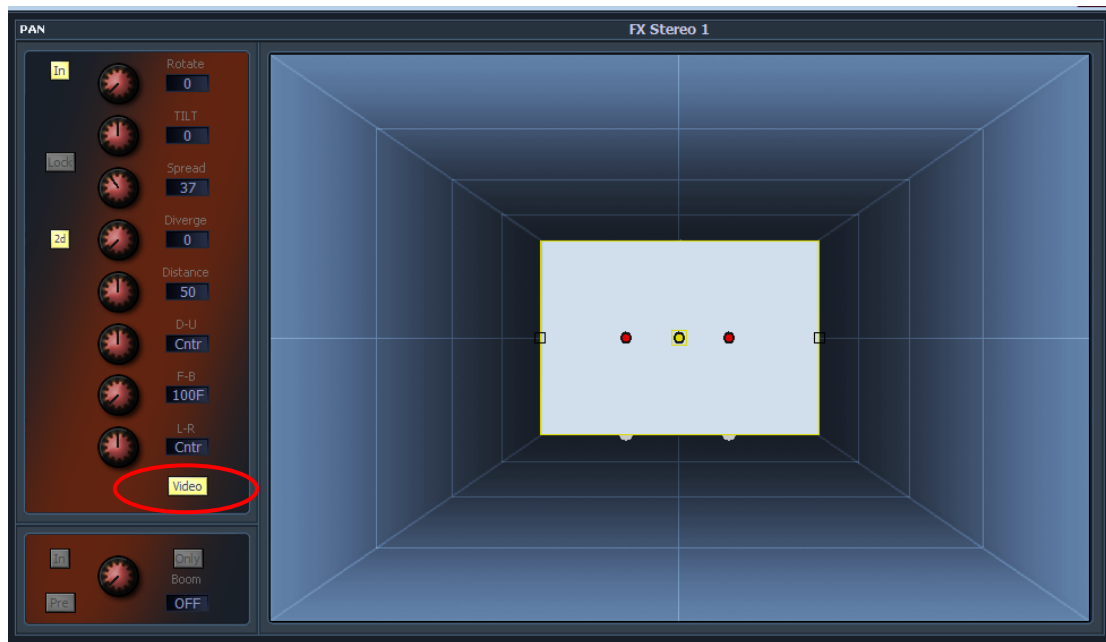 PAN
FX Stereo 1
In
Rotate
0
TILT
0
Lock
Spread
37
Diverge
2d
0
Distance
50
D-U
Cntr
F-B
100F
L-R
Cntr
Video
In
Only
Boom
Pre
OFF